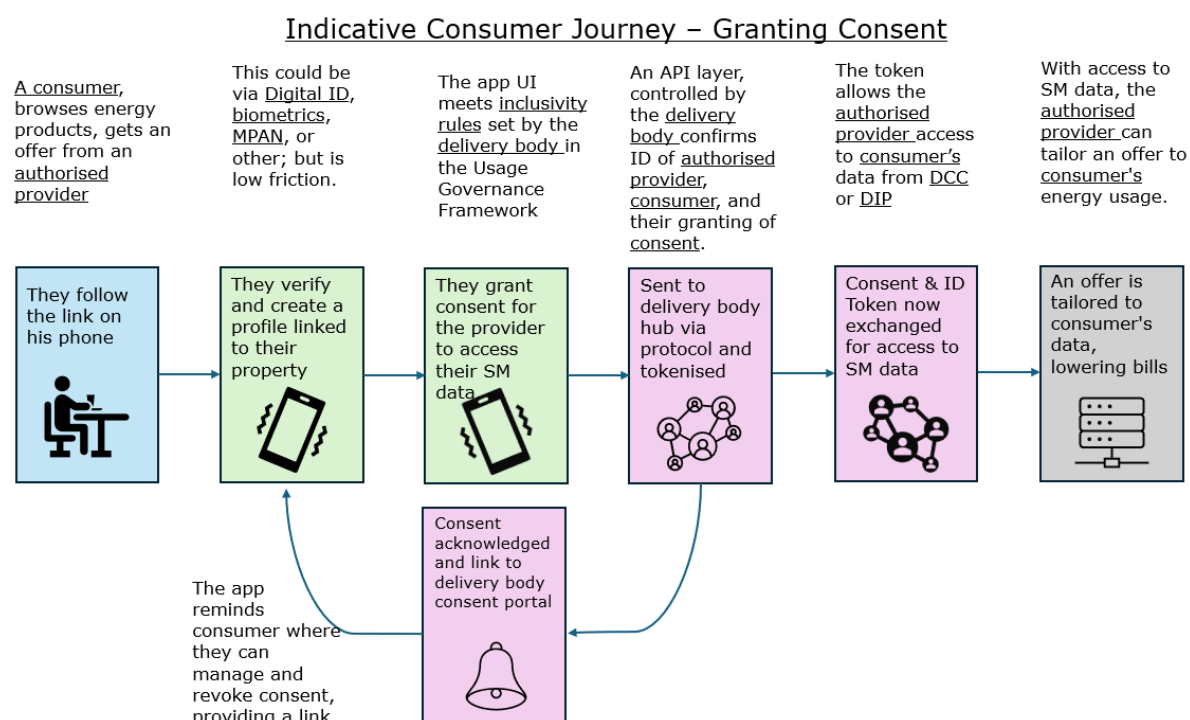 Indicative Consumer Journey – Granting Consent
A consumer,
browses energy
products, gets an
offer from an
authorised
provider
This could be
via Digital ID,
biometrics,
MPAN, or
other; but is
low friction.
The app UI
meets inclusivity
rules set by the
delivery body in
the Usage
Governance
Framework
An API layer,
controlled by
the delivery
body confirms
ID of authorised
provider,
consumer, and
their granting of
consent.
The token
allows the
authorised
provider access
to consumer’s
data from DCC
or DIP
With access to
SM data, the
authorised
provider can
tailor an offer to
consumer's
energy usage.
They follow
the link on
his phone
They verify
and create a
profile linked
to their
property
They grant
consent for
the provider
to access
their SM
data
Sent to
delivery body
hub via
protocol and
tokenised
Consent & ID
Token now
exchanged
for access to
SM data
An offer is
tailored to
consumer's
data,
lowering bills
Consent
acknowledged
and link to
delivery body
consent portal
The app
reminds
consumer where
they can
manage and
revoke consent,
providing a link